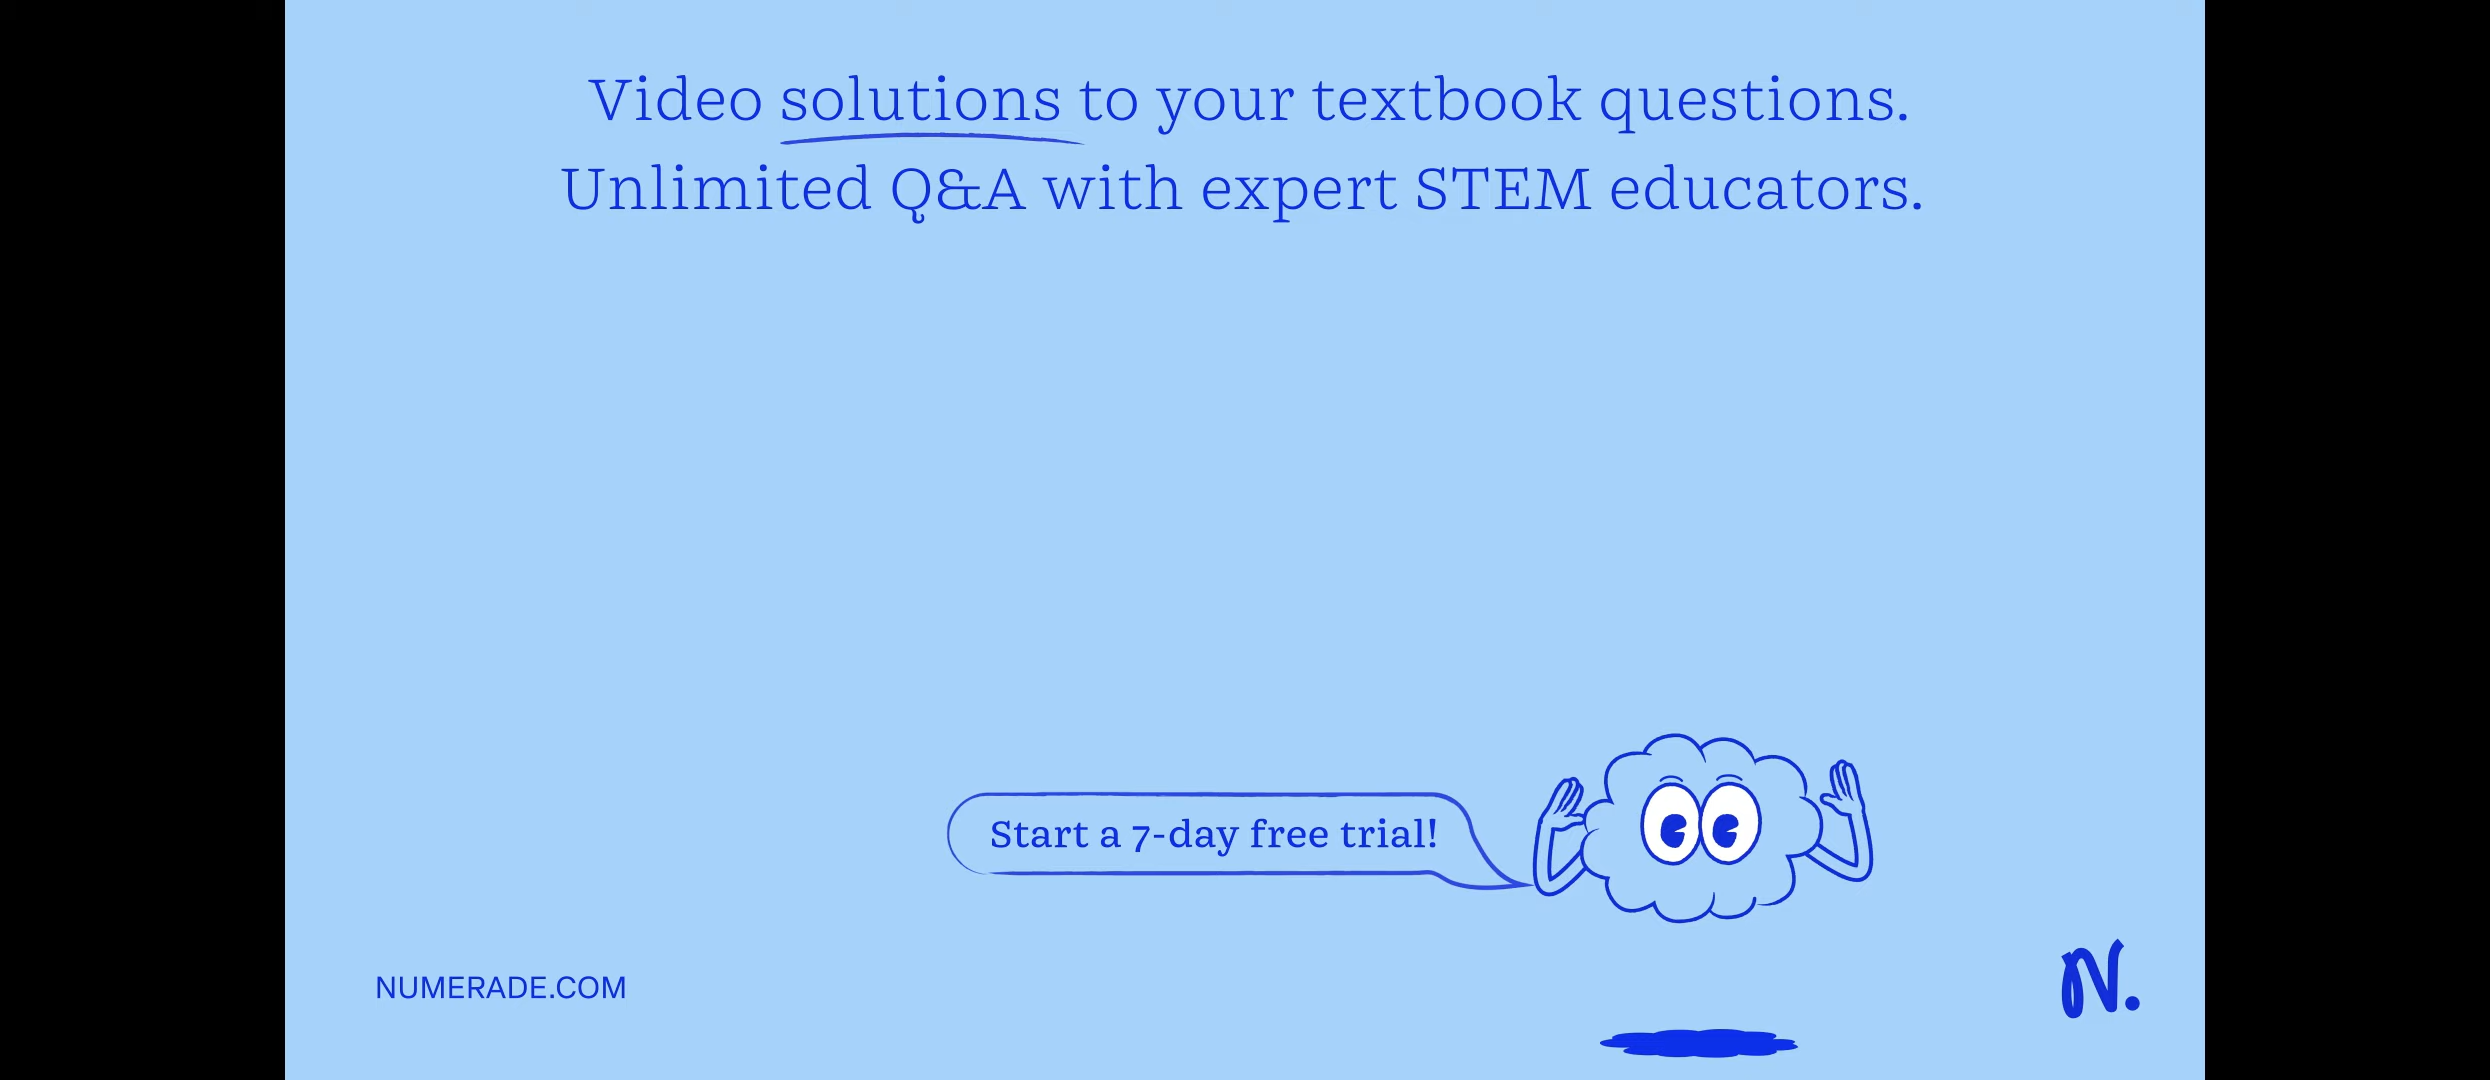 Video solutions to your textbook questions.
Unlimited Q&A with expert STEM educators.
Start a 7-day free trial!
NUMERADE.COM
N.